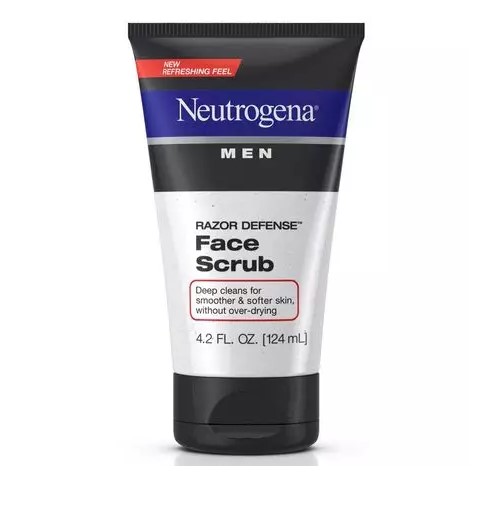 NEW
REFRESHING FEEL
Neutrogena®
MEN
RAZOR DEFENSE™
Face
Scrub
Deep cleans for
smoother & softer skin,
without over-drying
4.2 FL. OZ. [124 mL]